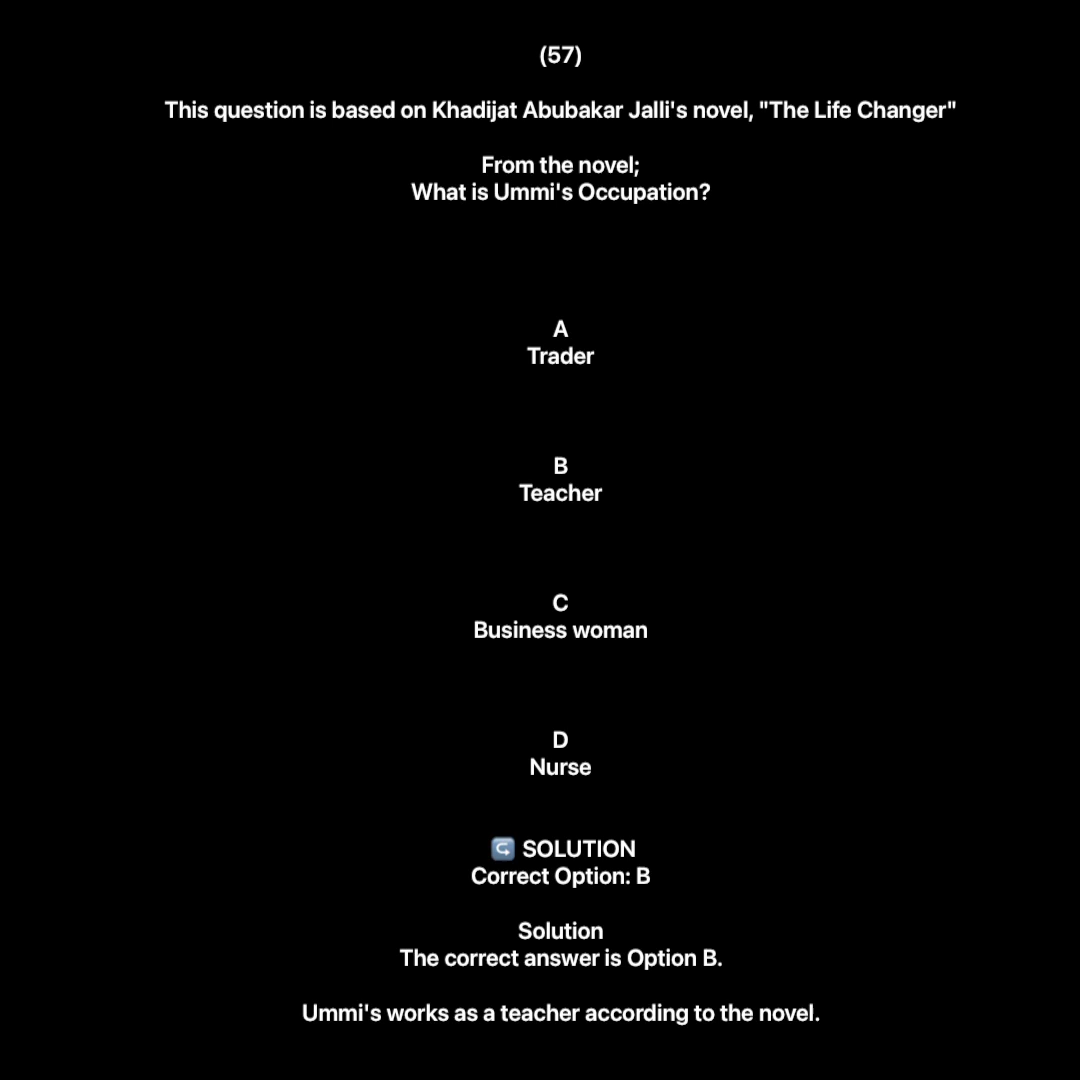 (57)
This question is based on Khadijat Abubakar Jalli's novel, "The Life Changer"
From the novel;
What is Ummi's Occupation?
A
Trader
B
Teacher
C
Business woman
D
Nurse
↪️ SOLUTION
Correct Option: B
Solution
The correct answer is Option B.
Ummi's works as a teacher according to the novel.